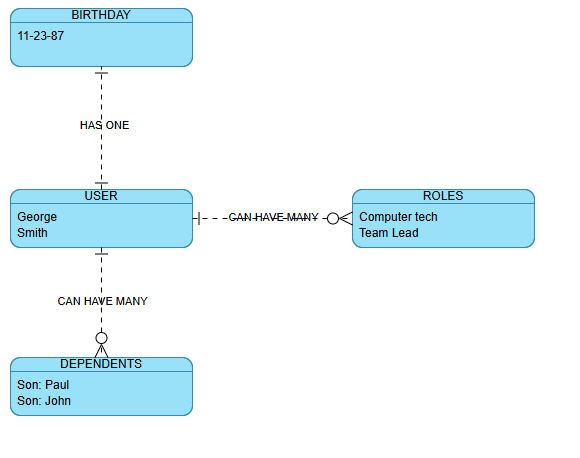 BIRTHDAY
11-23-87
HAS ONE
USER
George
Smith
CAN HAVE MANY
ROLES
Computer tech
Team Lead
CAN HAVE MANY
DEPENDENTS
Son: Paul
Son: John